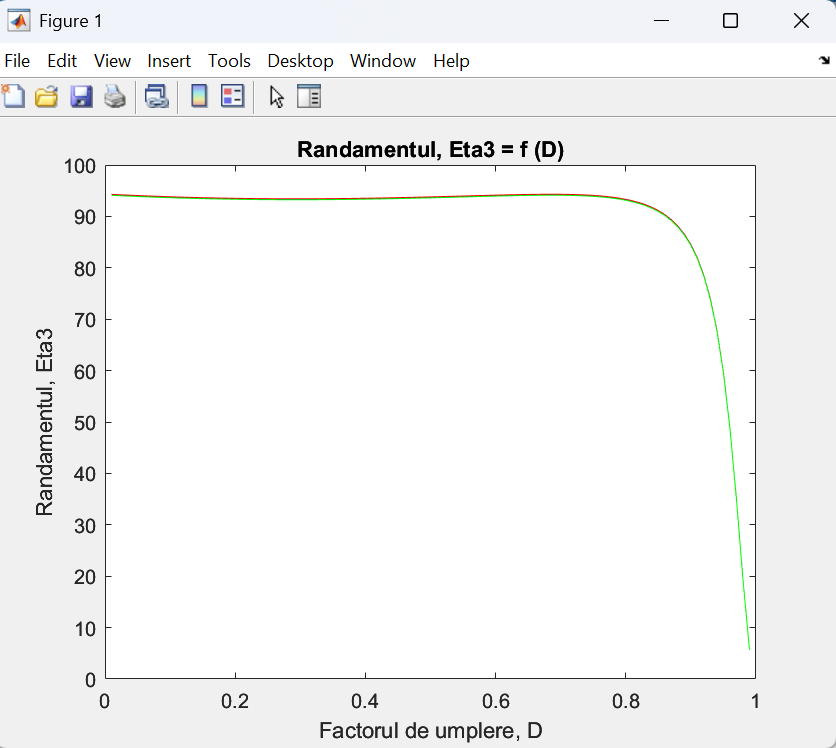 Figure 1
File Edit View Insert Tools Desktop Window Help
Randamentul, Eta3 = f (D)
100
90
80
70
60
50
40
30
20
10
0
Randamentul, Eta3
0 0.2 0.4 0.6 0.8 1
Factorul de umplere, D